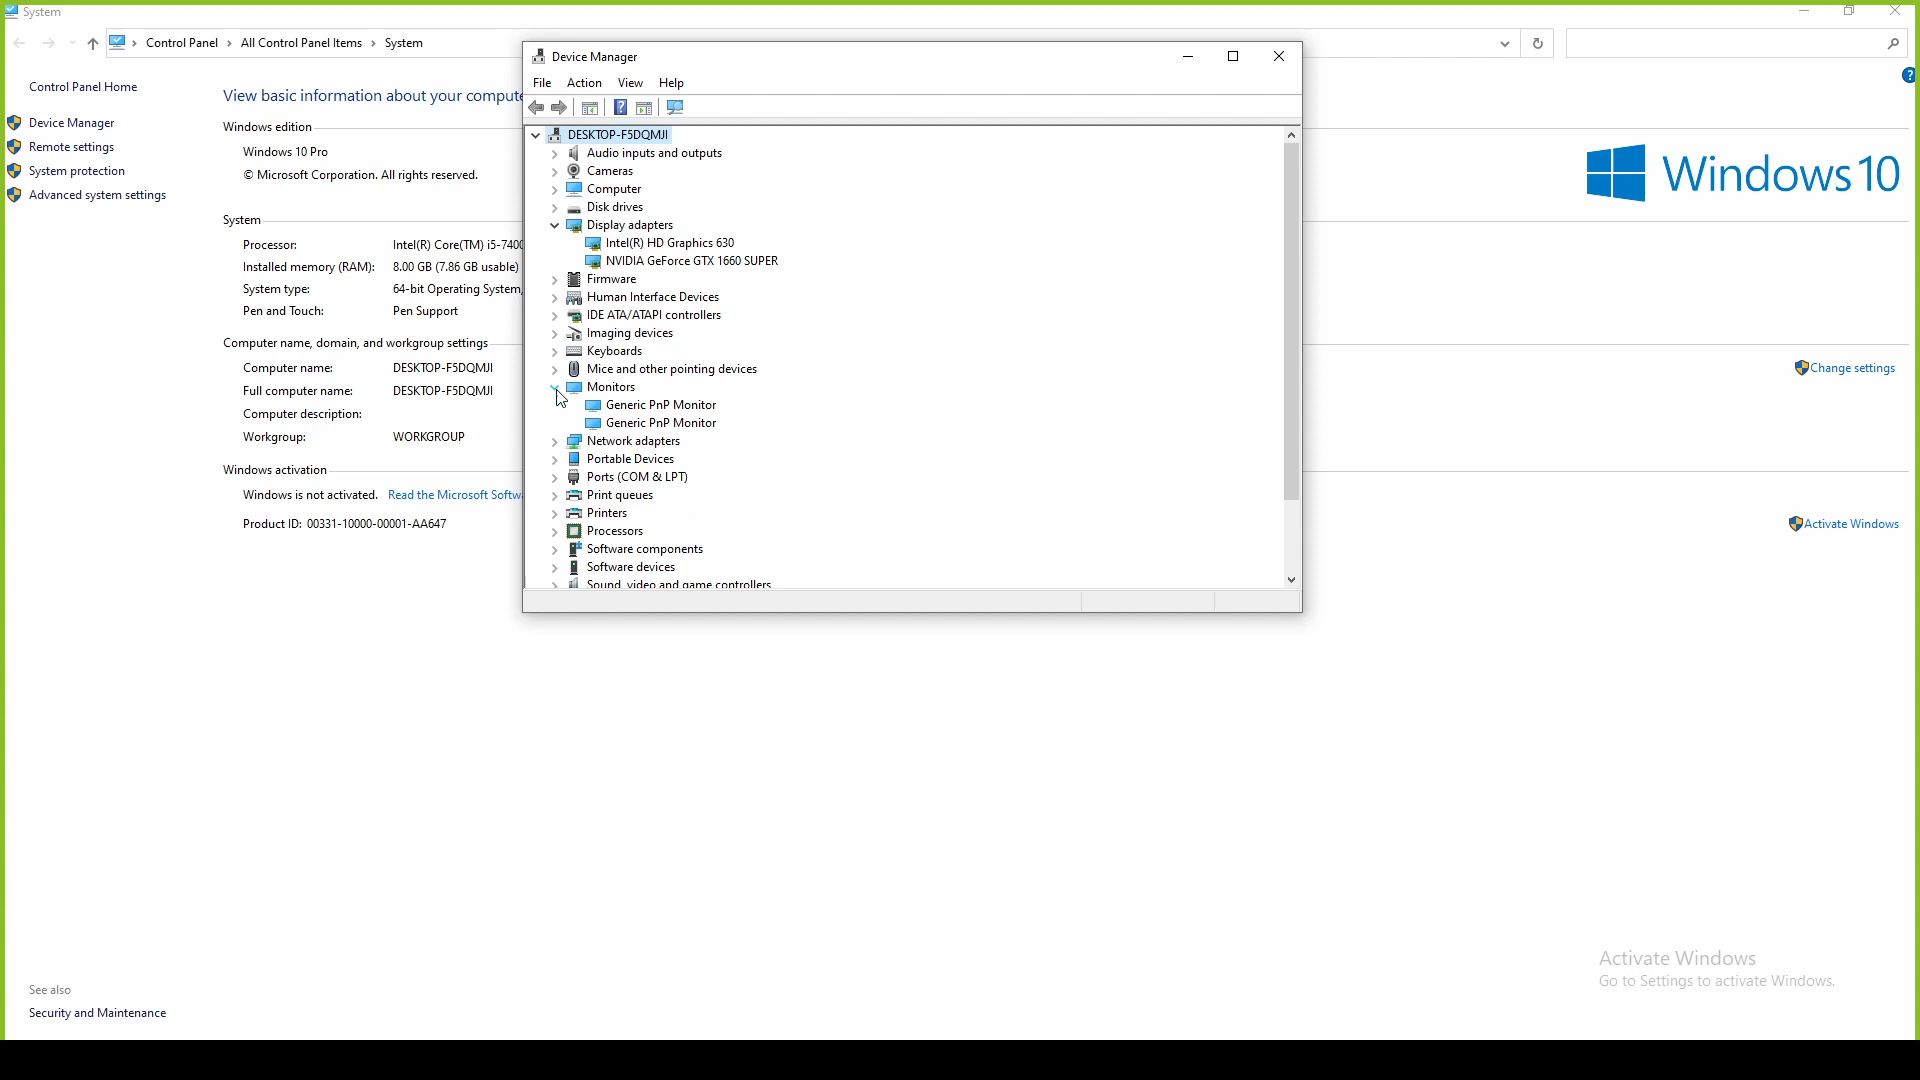 System
Control Panel › All Control Panel Items › System
Control Panel Home
Device Manager
Remote settings
System protection
Advanced system settings
See also
Security and Maintenance
View basic information about your compute
Windows edition
Windows 10 Pro
© Microsoft Corporation. All rights reserved.
System
Processor: Intel(R) Core(TM) i5-7400
Installed memory (RAM): 8.00 GB (7.86 GB usable)
System type: 64-bit Operating System,
Pen and Touch: Pen Support
Computer name, domain, and workgroup settings
Computer name: DESKTOP-F5DQMJI
Full computer name: DESKTOP-F5DQMJI
Computer description:
Workgroup: WORKGROUP
Windows activation
Windows is not activated. Read the Microsoft Softwa
Product ID: 00331-10000-00001-AA647
Device Manager
File Action View Help
DESKTOP-F5DQMJI
Audio inputs and outputs
Cameras
Computer
Disk drives
Display adapters
Intel(R) HD Graphics 630
NVIDIA GeForce GTX 1660 SUPER
Firmware
Human Interface Devices
IDE ATA/ATAPI controllers
Imaging devices
Keyboards
Mice and other pointing devices
Monitors
Generic PnP Monitor
Generic PnP Monitor
Network adapters
Portable Devices
Ports (COM & LPT)
Print queues
Printers
Processors
Software components
Software devices
Sound, video and game controllers
Windows 10
Change settings
Activate Windows
Activate Windows
Go to Settings to activate Windows.